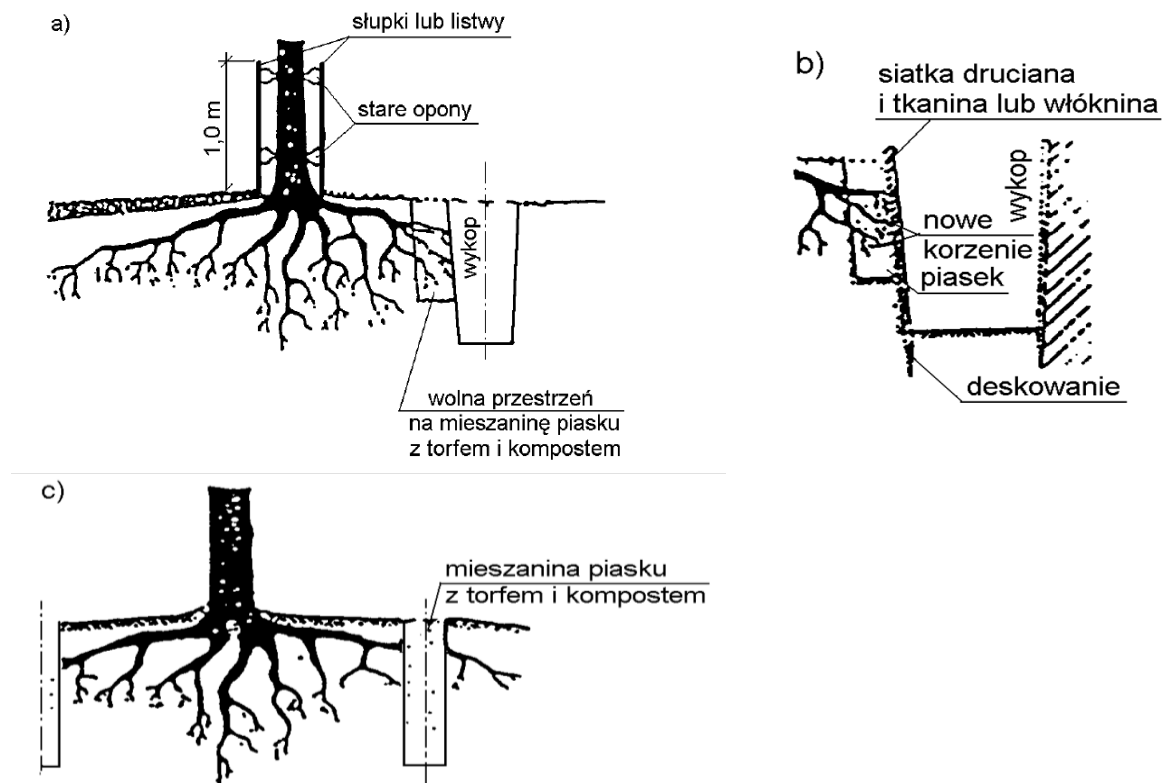 a)
słupki lub listwy
stare opony
1,0 m
wykop
wolna przestrzeń
na mieszaninę piasku
z torfem i kompostem
b)
siatka druciana
i tkanina lub włóknina
wykop
nowe
korzenie
piasek
deskowanie
c)
mieszanina piasku
z torfem i kompostem